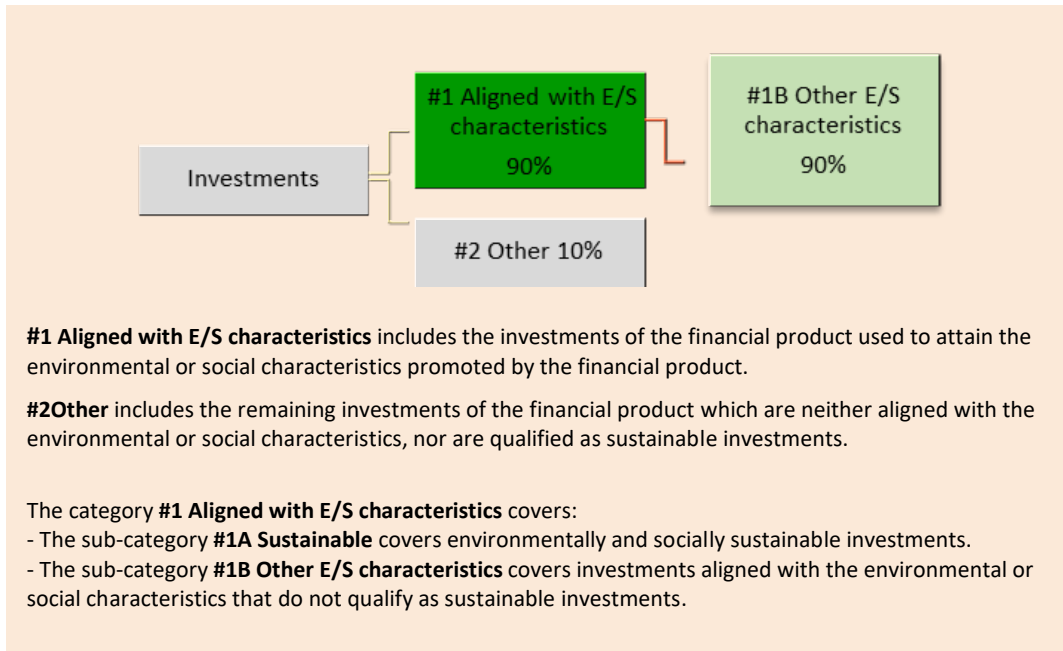 #1 Aligned with E/S
characteristics
90%
#1B Other E/S
characteristics
90%
Investments
#2 Other 10%
#1 Aligned with E/S characteristics includes the investments of the financial product used to attain the
environmental or social characteristics promoted by the financial product.
#2Other includes the remaining investments of the financial product which are neither aligned with the
environmental or social characteristics, nor are qualified as sustainable investments.
The category #1 Aligned with E/S characteristics covers:
- The sub-category #1A Sustainable covers environmentally and socially sustainable investments.
- The sub-category #1B Other E/S characteristics covers investments aligned with the environmental or
social characteristics that do not qualify as sustainable investments.